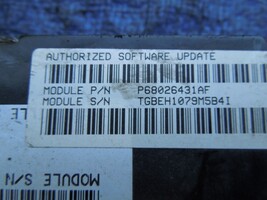 AUTHORIZED SOFTWARE UPDATE
MODULE P/N P68026431AF
MODULE S/N TGBEH1079M5B4I
MODULE S/N